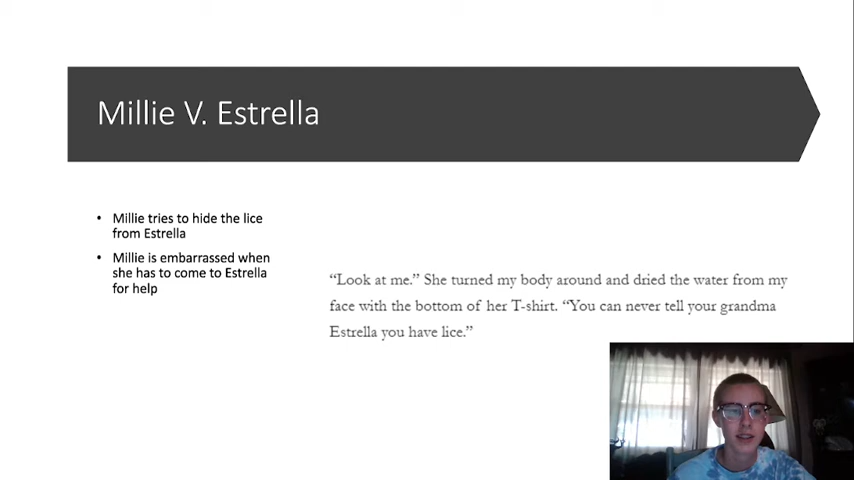 Millie V. Estrella
• Millie tries to hide the lice
from Estrella
• Millie is embarrassed when
she has to come to Estrella
for help
“Look at me.” She turned my body around and dried the water from my
face with the bottom of her T-shirt. “You can never tell your grandma
Estrella you have lice.”